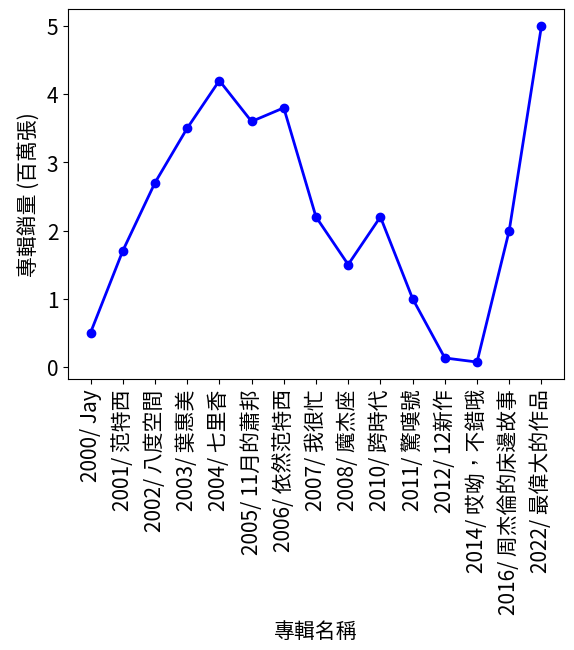 專輯銷量 (百萬張)
5
4
3
2
1
0
2000/ Jay
2001/ 范特西
2002/ 八度空間
2003/ 葉惠美
2004/ 七里香
2005/ 11月的蕭邦
2006/ 依然范特西
2007/ 我很忙
2008/ 魔杰座
2010/ 跨時代
2011/ 驚嘆號
2012/ 12新作
2014/ 哎呦，不錯哦
2016/ 周杰倫的床邊故事
2022/ 最偉大的作品
專輯名稱